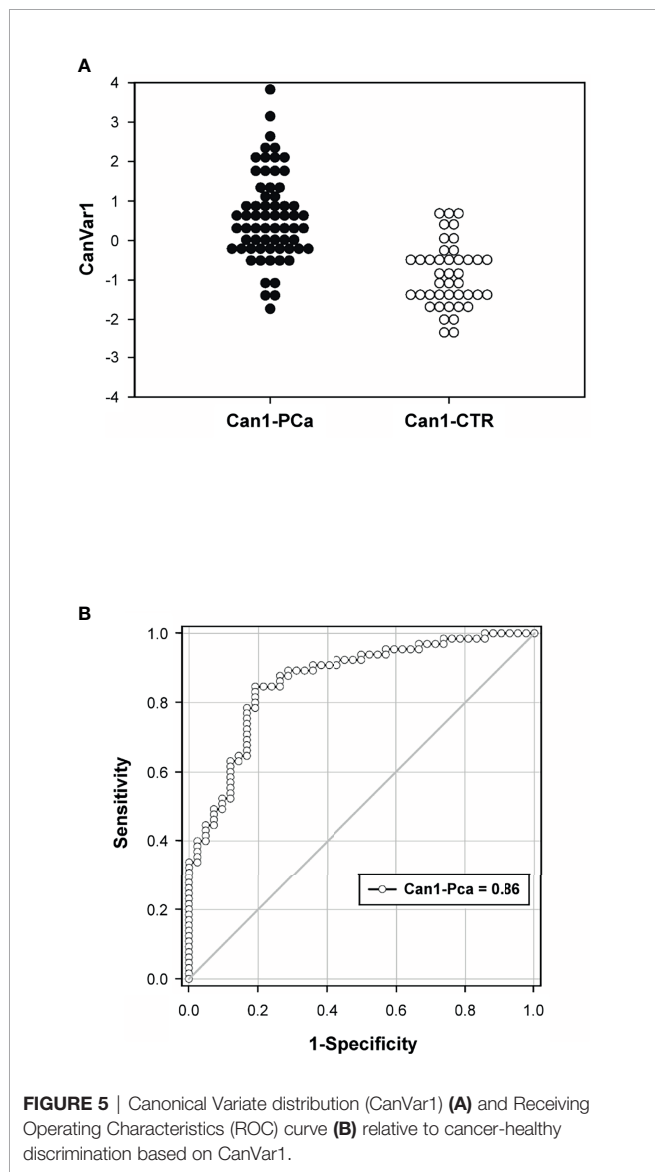 A
4
3
2
1
0
-1
-2
-3
-4
CanVar1
Can1-PCa Can1-CTR
B
1.0
0.8
0.6
0.4
0.2
0.0
Sensitivity
Can1-Pca = 0.86
0.0 0.2 0.4 0.6 0.8 1.0
1-Specificity
FIGURE 5 | Canonical Variate distribution (CanVar1) (A) and Receiving
Operating Characteristics (ROC) curve (B) relative to cancer-healthy
discrimination based on CanVar1.